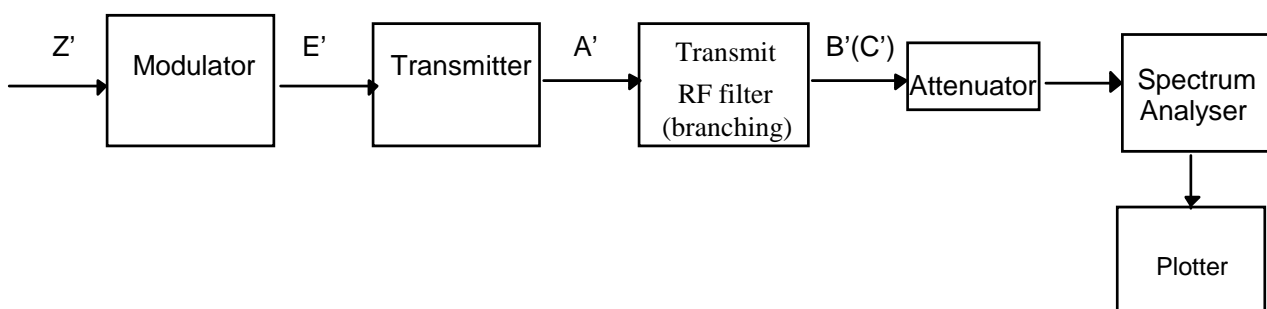 Z’
Modulator
E’
Transmitter
A’
Transmit
RF filter
(branching)
B’(C’)
Attenuator
Spectrum
Analyser
Plotter